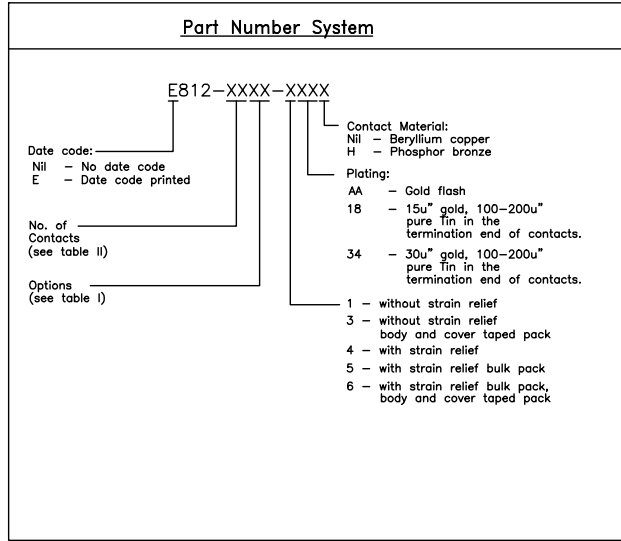 Part Number System
E812-XXXX-XXXX
Date code:
Nil - No date code
E - Date code printed
No. of
Contacts
(see table II)
Options
(see table I)
Contact Material:
Nil - Beryllium copper
H - Phosphor bronze
Plating:
AA - Gold flash
18 - 15u" gold, 100-200u"
pure Tin in the
termination end of contacts.
34 - 30u" gold, 100-200u"
pure Tin in the
termination end of contacts.
1 - without strain relief
3 - without strain relief
body and cover taped pack
4 - with strain relief
5 - with strain relief bulk pack
6 - with strain relief bulk pack,
body and cover taped pack